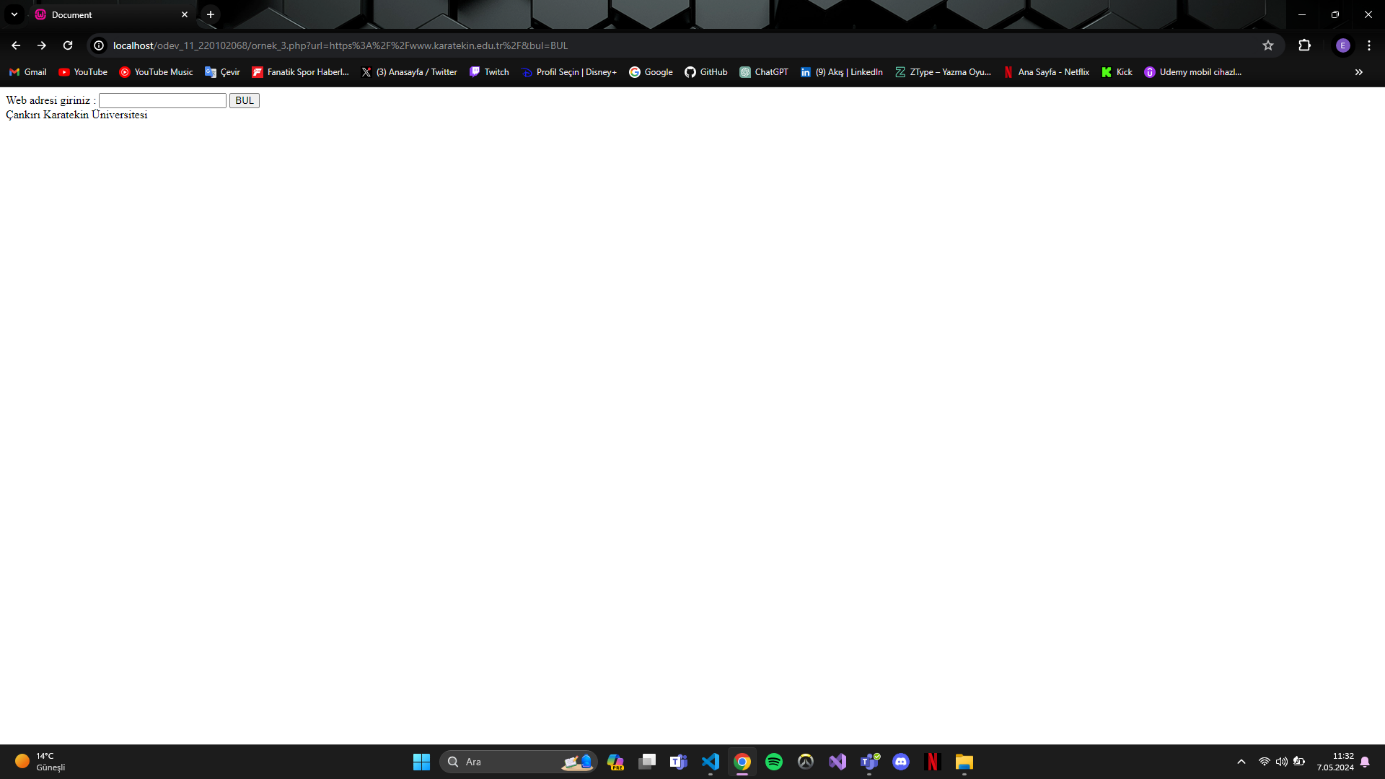 Document
localhost/odev_11_220102068/ornek_3.php?url=https%3A%2F%2Fwww.karatekin.edu.tr%2F&bul=BUL
E
Gmail YouTube YouTube Music Çevir Fanatik Spor Haberl... (3) Anasayfa / Twitter Twitch Profil Seçin | Disney+ Google GitHub ChatGPT (9) Akış | LinkedIn ZType – Yazma Oyu... Ana Sayfa - Netflix Kick Udemy mobil cihazl...
Web adresi giriniz : BUL
Çankırı Karatekin Üniversitesi
14°C
Güneşli
Ara
11:32
7.05.2024